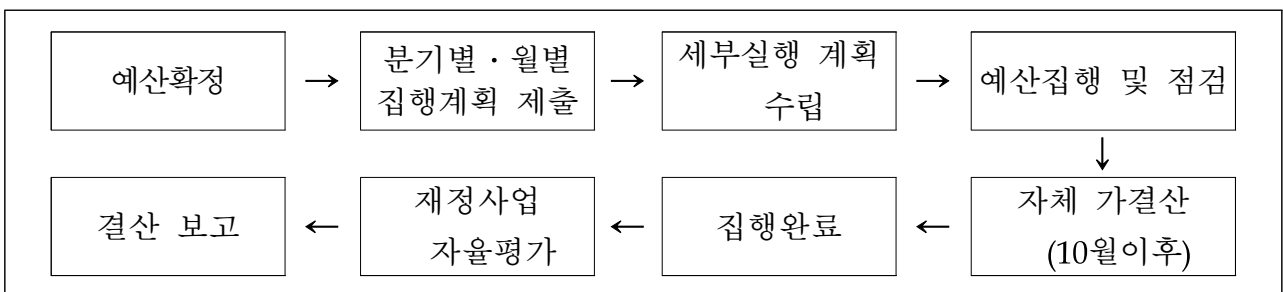 예산확정 → 분기별·월별 집행계획 제출 → 세부실행 계획 수립 → 예산집행 및 점검
↓
자체 가결산 (10월이후)
← 집행완료
← 재정사업 자율평가
← 결산 보고